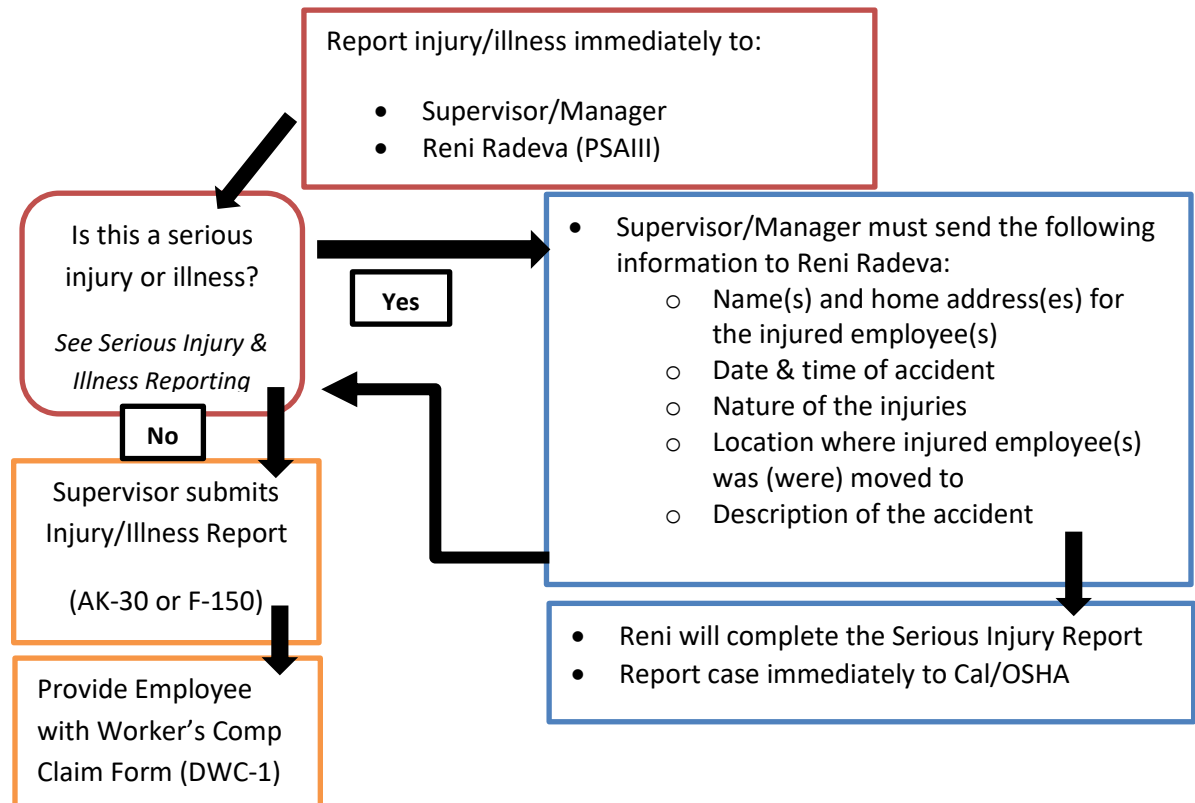 Report injury/illness immediately to:
• Supervisor/Manager
• Reni Radeva (PSAIII)
Is this a serious
injury or illness?
See Serious Injury &
Illness Reporting
Yes
• Supervisor/Manager must send the following
information to Reni Radeva:
o Name(s) and home address(es) for
the injured employee(s)
o Date & time of accident
o Nature of the injuries
o Location where injured employee(s)
was (were) moved to
o Description of the accident
No
Supervisor submits
Injury/Illness Report
(AK-30 or F-150)
• Reni will complete the Serious Injury Report
• Report case immediately to Cal/OSHA
Provide Employee
with Worker’s Comp
Claim Form (DWC-1)